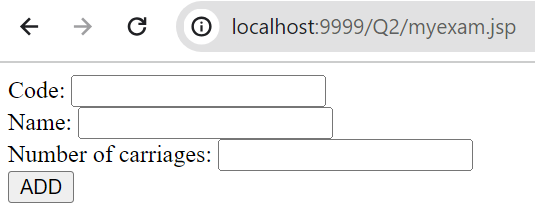 localhost:9999/Q2/myexam.jsp
Code:
Name:
Number of carriages:
ADD